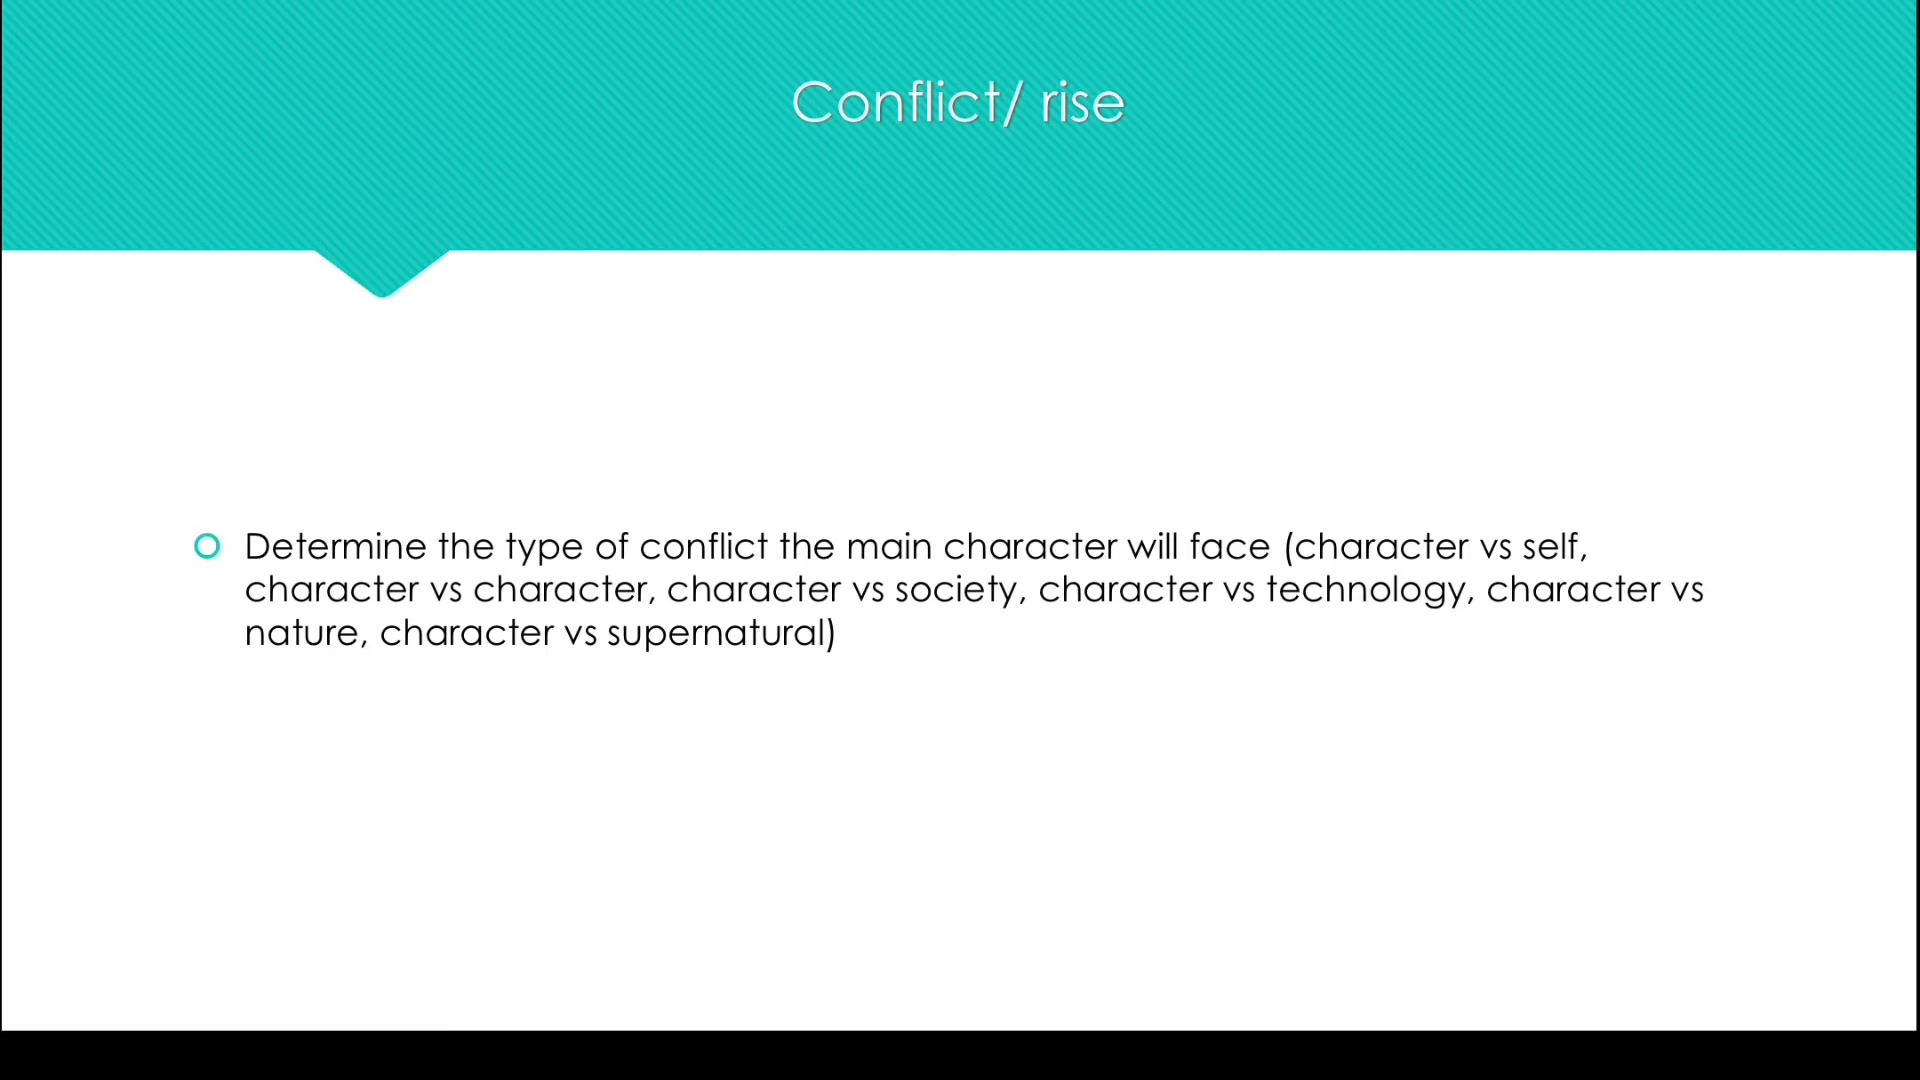 Conflict/ rise
Determine the type of conflict the main character will face (character vs self,
character vs character, character vs society, character vs technology, character vs
nature, character vs supernatural)